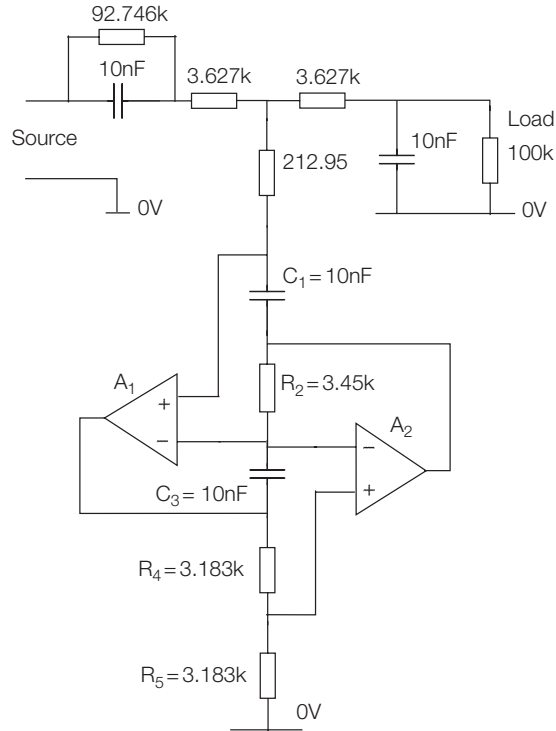 92.746k
10nF
3.627k
3.627k
Source
10nF
Load
100k
212.95
0V
0V
C₁ = 10nF
A₁
+
−
R₂ = 3.45k
A₂
−
+
C₃ = 10nF
R₄ = 3.183k
R₅ = 3.183k
0V